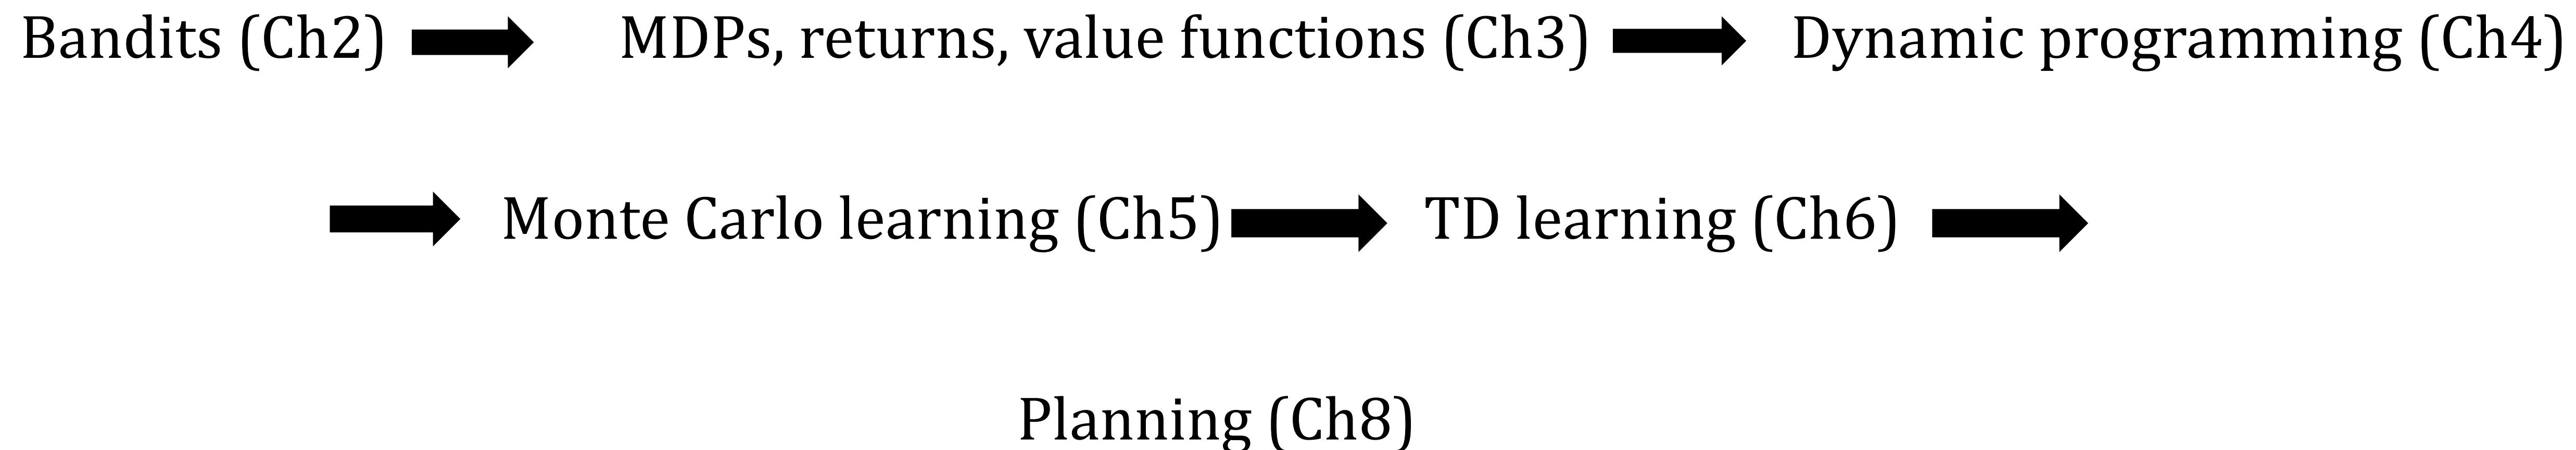 Bandits (Ch2) MDPs, returns, value functions (Ch3) Dynamic programming (Ch4)
Monte Carlo learning (Ch5) TD learning (Ch6)
Planning (Ch8)